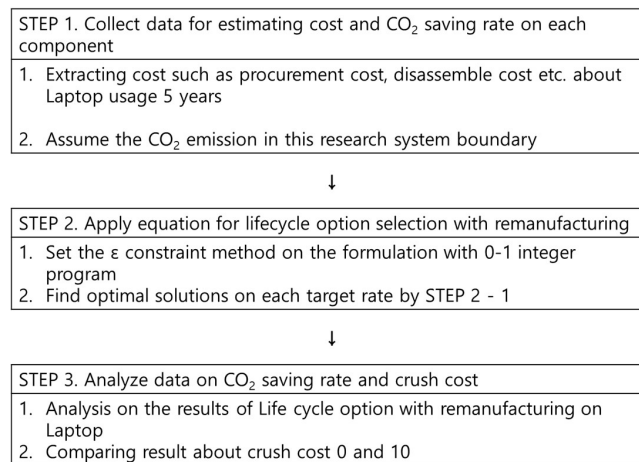 STEP 1. Collect data for estimating cost and CO₂ saving rate on each
component
1. Extracting cost such as procurement cost, disassemble cost etc. about
Laptop usage 5 years
2. Assume the CO₂ emission in this research system boundary
↓
STEP 2. Apply equation for lifecycle option selection with remanufacturing
1. Set the ε constraint method on the formulation with 0-1 integer
program
2. Find optimal solutions on each target rate by STEP 2 - 1
↓
STEP 3. Analyze data on CO₂ saving rate and crush cost
1. Analysis on the results of Life cycle option with remanufacturing on
Laptop
2. Comparing result about crush cost 0 and 10